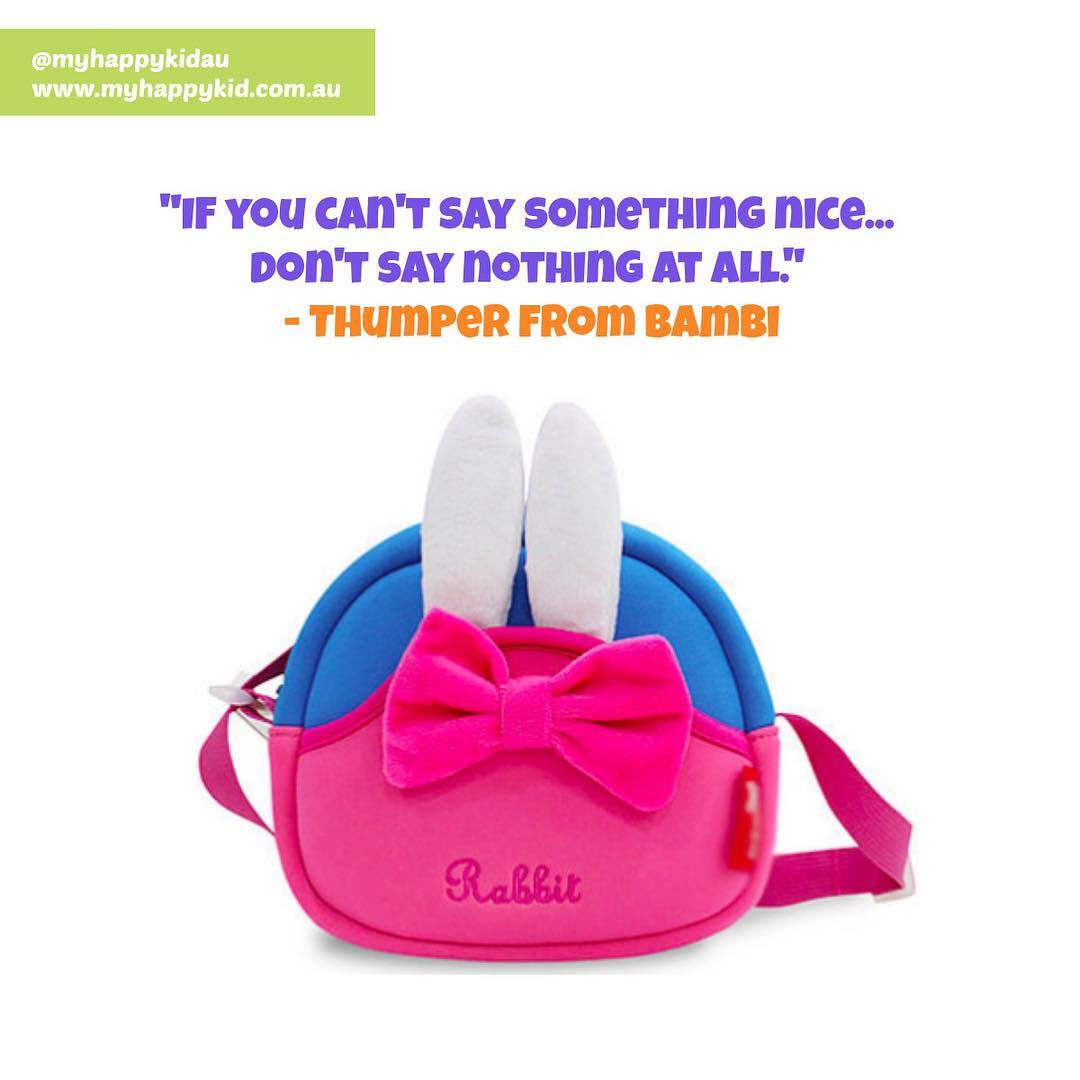 @myhappykidau
www.myhappykid.com.au
"If you can't say something nice...
don't say nothing at all."
- Thumper from Bambi
Rabbit